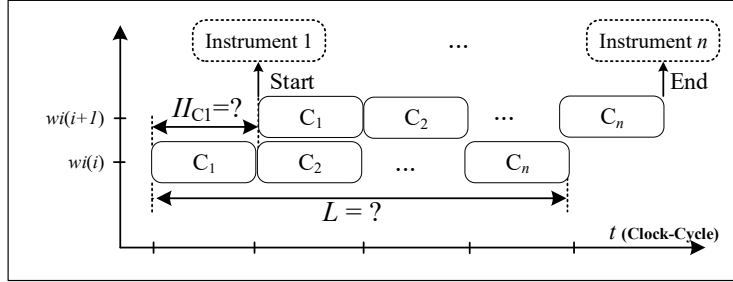 Instrument 1 ... Instrument n
Start End
wi(i+1) II_C1=? C₁ C₂ ... Cₙ
wi(i) C₁ C₂ ... Cₙ
L = ?
t (Clock-Cycle)